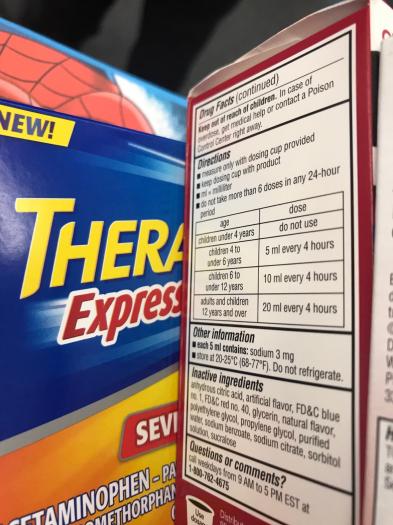 NEW!
THERA
Express
SEV
ETAMINOPHEN - PA
OMETHORPHAN
Drug Facts (continued)
Keep out of reach of children. In case of
overdose, get medical help or contact a Poison
Control Center right away.
Directions
■ measure only with dosing cup provided
■ keep dosing cup with product
■ ml = milliliter
■ do not take more than 6 doses in any 24-hour
period
age dose
children under 4 years do not use
children 4 to
under 6 years 5 ml every 4 hours
children 6 to
under 12 years 10 ml every 4 hours
adults and children
12 years and over 20 ml every 4 hours
Other information
■ each 5 ml contains: sodium 3 mg
■ store at 20-25°C (68-77°F). Do not refrigerate.
Inactive ingredients
anhydrous citric acid, artificial flavor, FD&C blue
no. 1, FD&C red no. 40, glycerin, natural flavor,
polyethylene glycol, propylene glycol, purified
water, sodium benzoate, sodium citrate, sorbitol
solution, sucralose
Questions or comments?
call weekdays from 9 AM to 5 PM EST at
1-800-762-4675
Use
Distribu